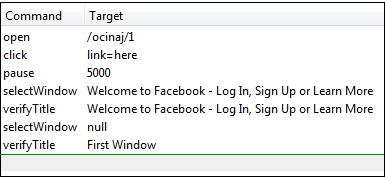 Command Target
open /ocinaj/1
click link=here
pause 5000
selectWindow Welcome to Facebook - Log In, Sign Up or Learn More
verifyTitle Welcome to Facebook - Log In, Sign Up or Learn More
selectWindow null
verifyTitle First Window